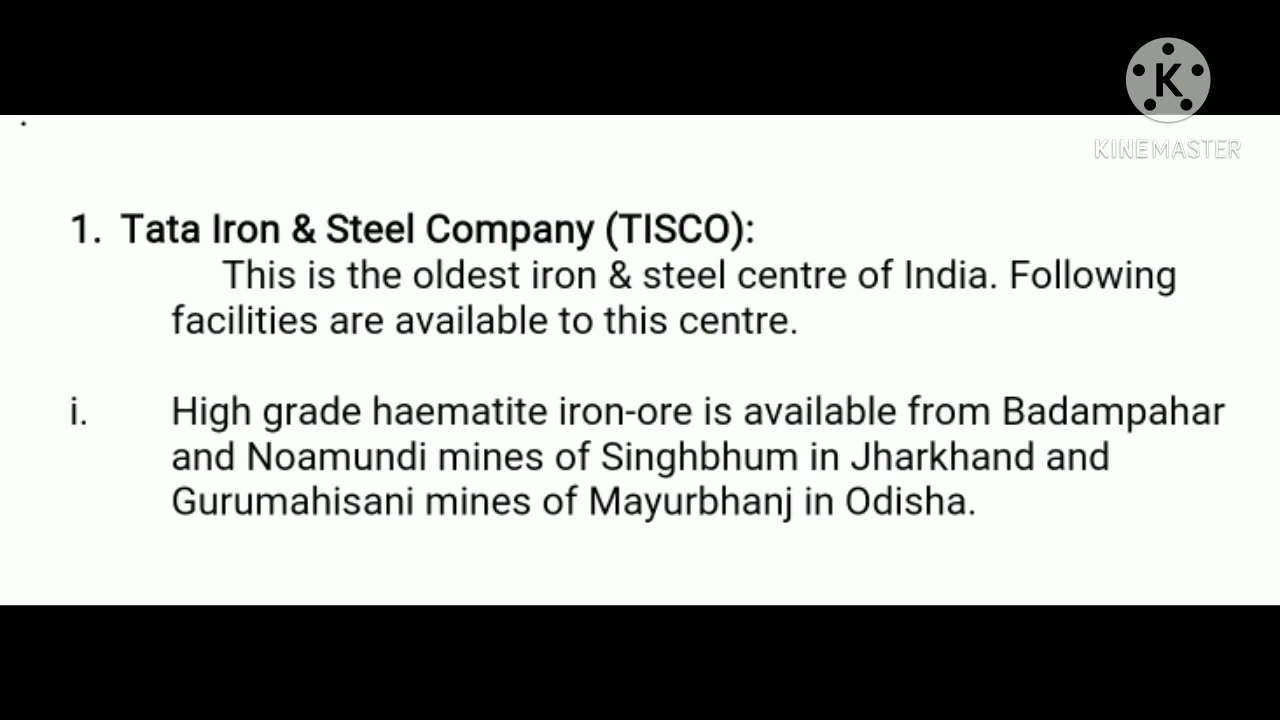 K
KINEMASTER
1. Tata Iron & Steel Company (TISCO):
This is the oldest iron & steel centre of India. Following
facilities are available to this centre.
i. High grade haematite iron-ore is available from Badampahar
and Noamundi mines of Singhbhum in Jharkhand and
Gurumahisani mines of Mayurbhanj in Odisha.